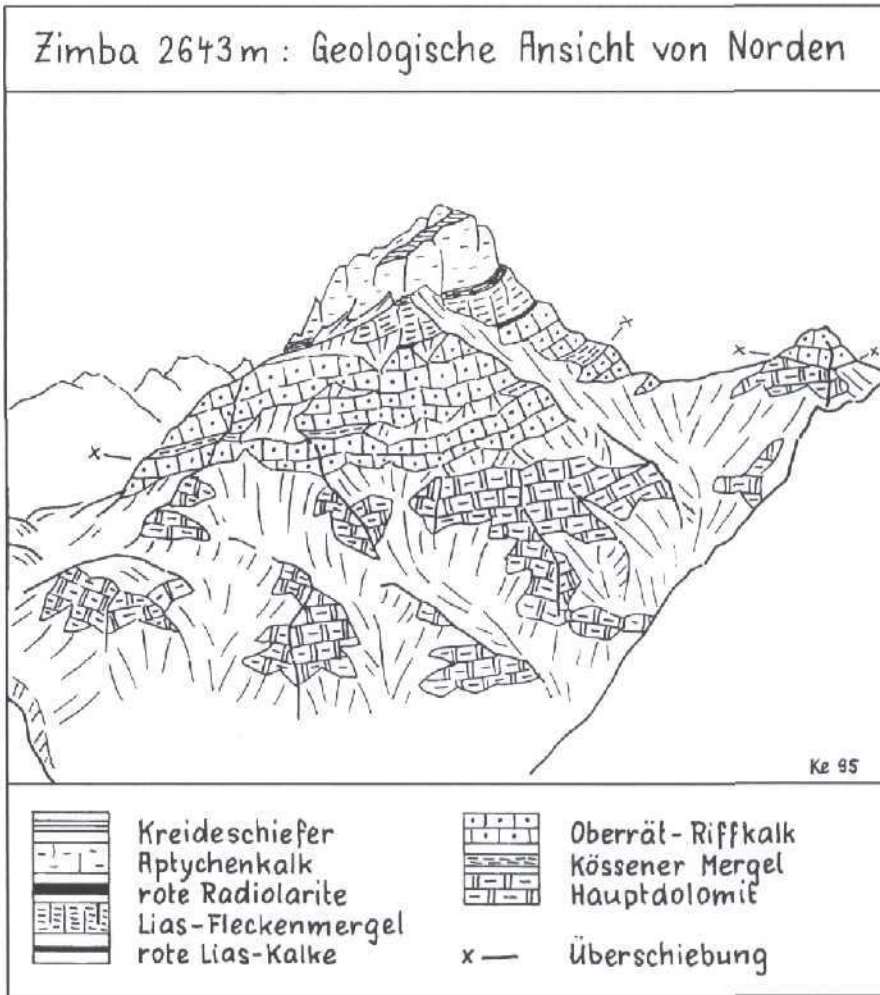 Zimba 2643m: Geologische Ansicht von Norden
x
x
x
x
Ke 95
Kreideschiefer
Aptychenkalk
rote Radiolarite
Lias-Fleckenmergel
rote Lias-Kalke
Oberrät-Riffkalk
Kössener Mergel
Hauptdolomit
x — Überschiebung